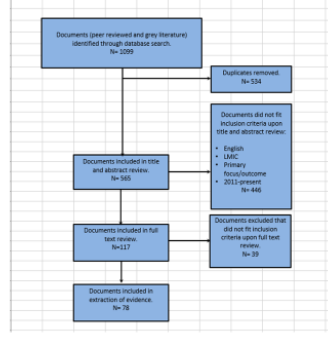 Documents (peer reviewed and grey literature)
identified through database search.
N= 1099
Duplicates removed.
N= 534
Documents did not fit
inclusion criteria upon
title and abstract review:
• English
• LMIC
• Primary
focus/outcome
• 2011-present
N= 446
Documents included in title
and abstract review.
N= 565
Documents excluded that
did not fit inclusion
criteria upon full text
review.
N= 39
Documents included in full
text review.
N=117
Documents included in
extraction of evidence.
N= 78